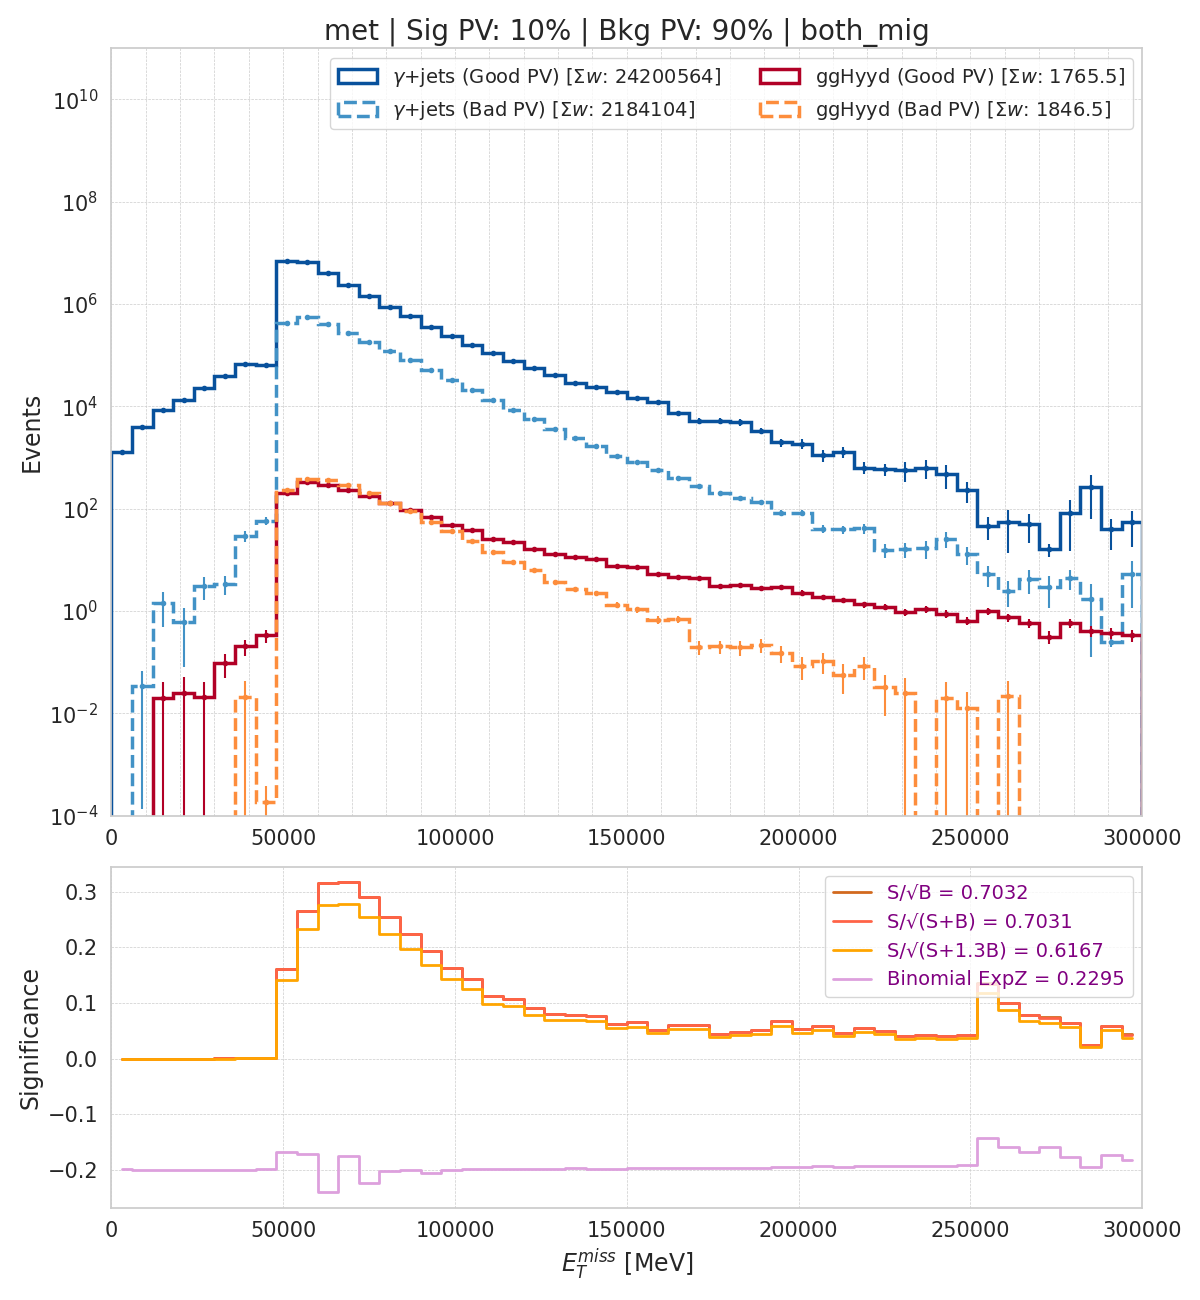 met | Sig PV: 10% | Bkg PV: 90% | both_mig
γ+jets (Good PV) [Σw: 24200564]
γ+jets (Bad PV) [Σw: 2184104]
ggHyyd (Good PV) [Σw: 1765.5]
ggHyyd (Bad PV) [Σw: 1846.5]
Events
10^10
10^8
10^6
10^4
10^2
10^0
10^−2
10^−4
0 50000 100000 150000 200000 250000 300000
S/√B = 0.7032
S/√(S+B) = 0.7031
S/√(S+1.3B) = 0.6167
Binomial ExpZ = 0.2295
Significance
0.3
0.2
0.1
0.0
−0.1
−0.2
0 50000 100000 150000 200000 250000 300000
E_T^miss [MeV]